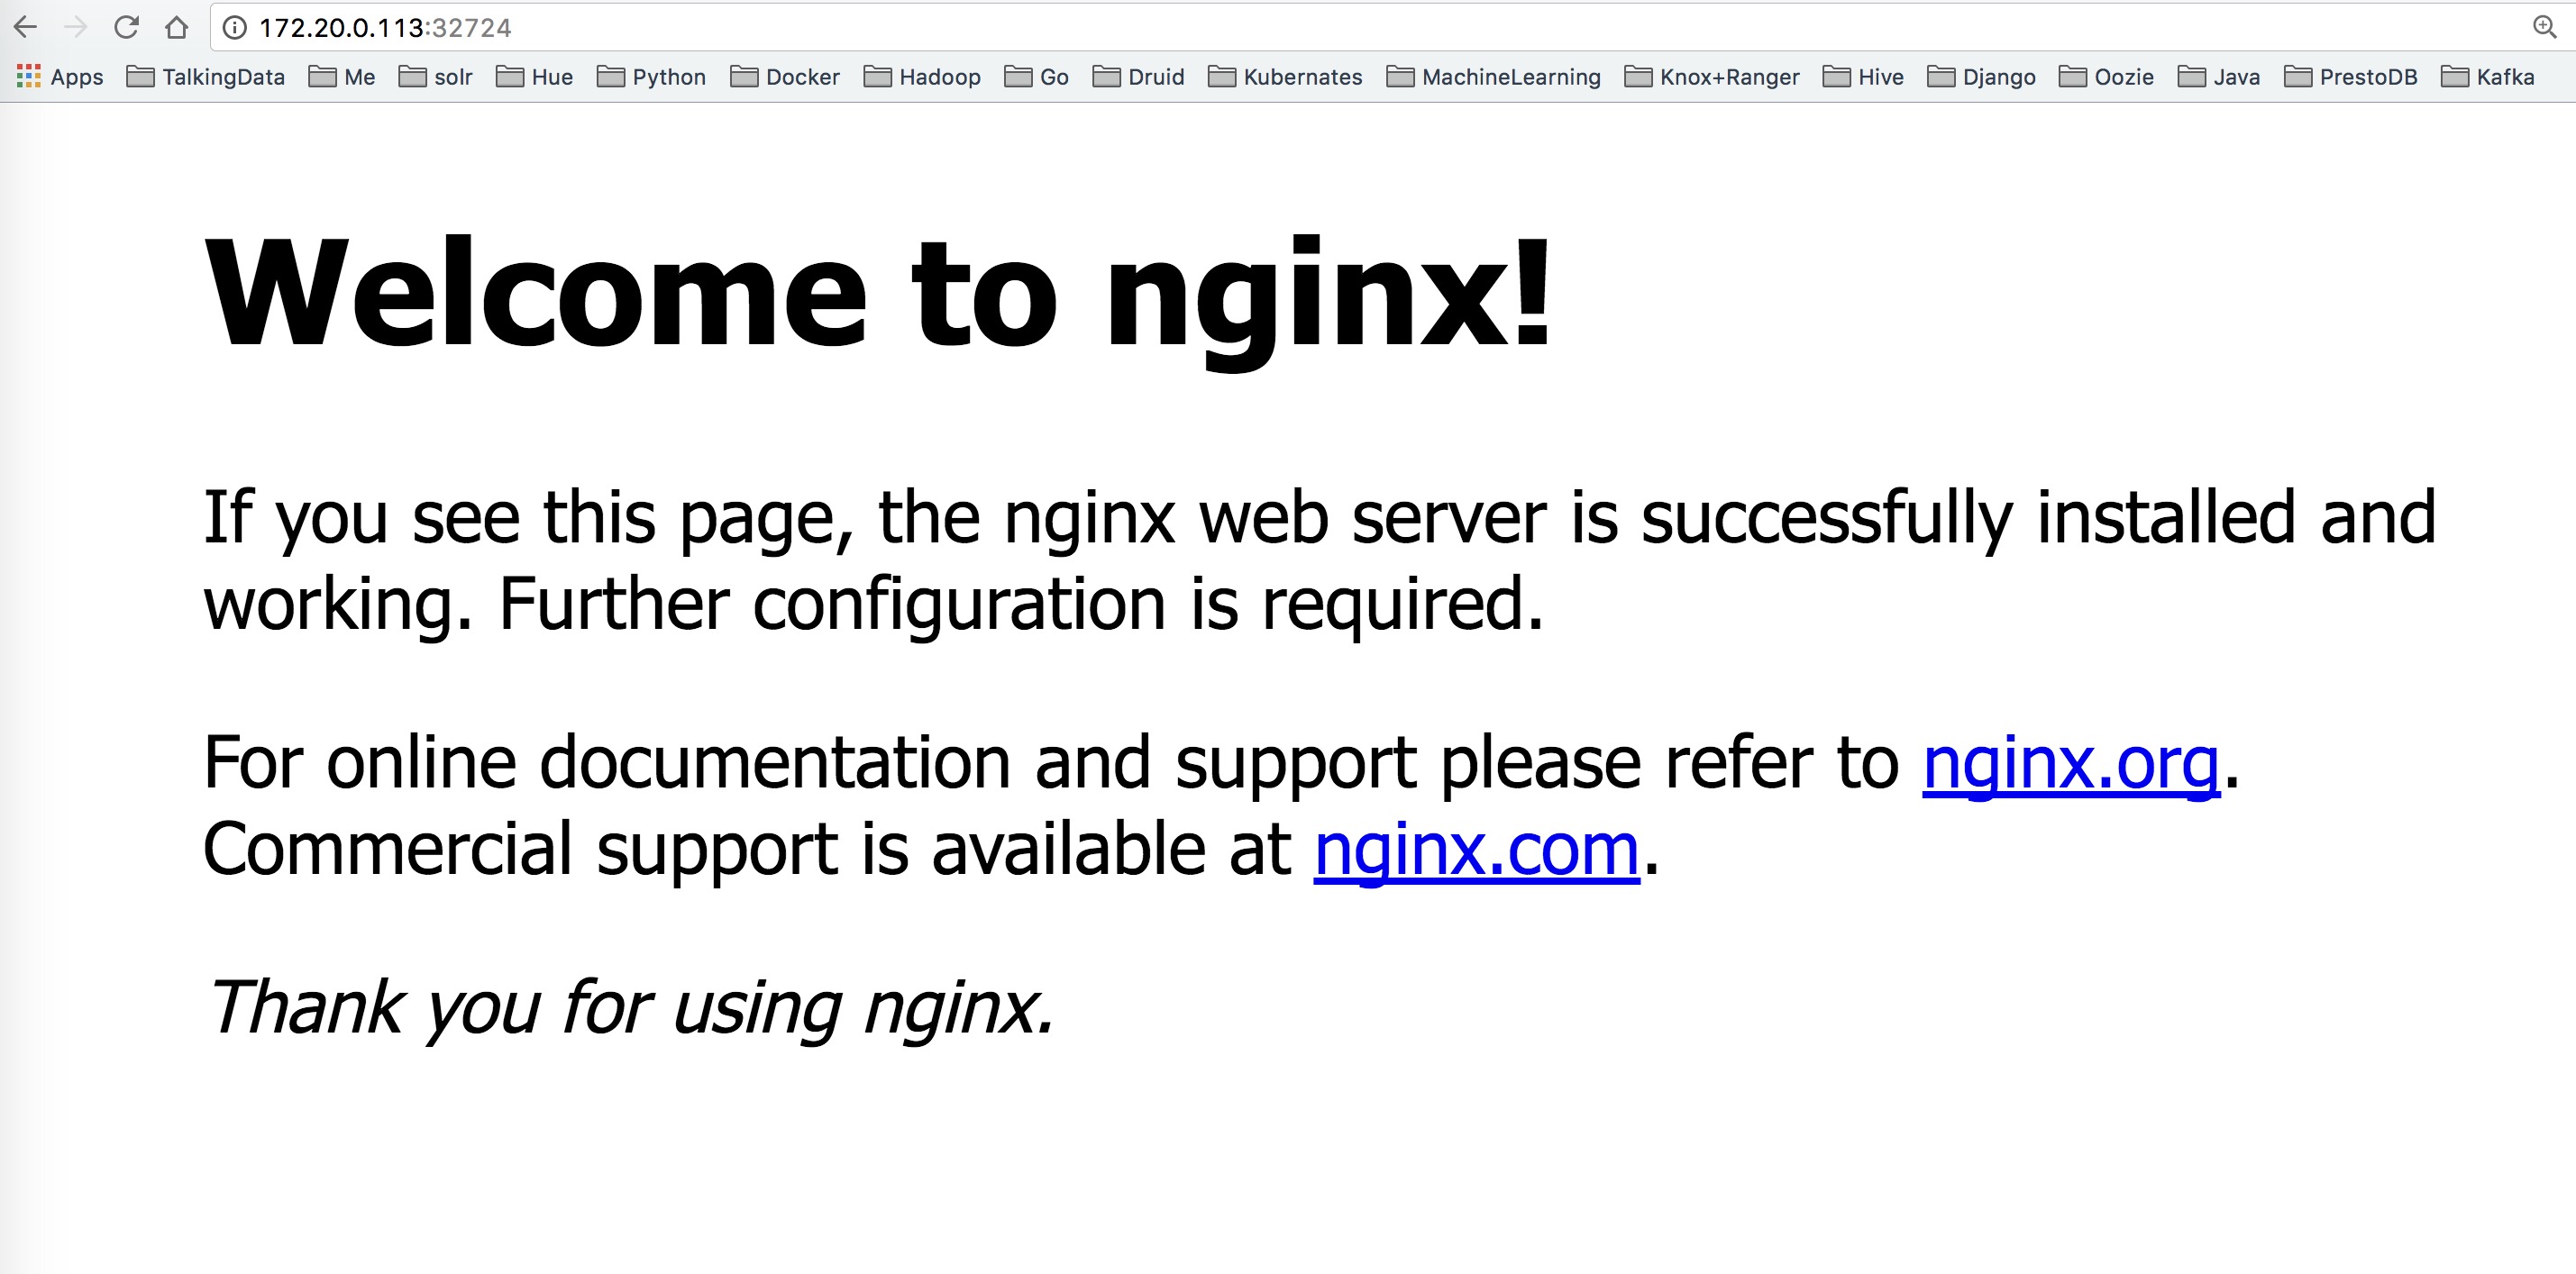 172.20.0.113:32724
Apps TalkingData Me solr Hue Python Docker Hadoop Go Druid Kubernates MachineLearning Knox+Ranger Hive Django Oozie Java PrestoDB Kafka
Welcome to nginx!
If you see this page, the nginx web server is successfully installed and
working. Further configuration is required.
For online documentation and support please refer to nginx.org.
Commercial support is available at nginx.com.
Thank you for using nginx.